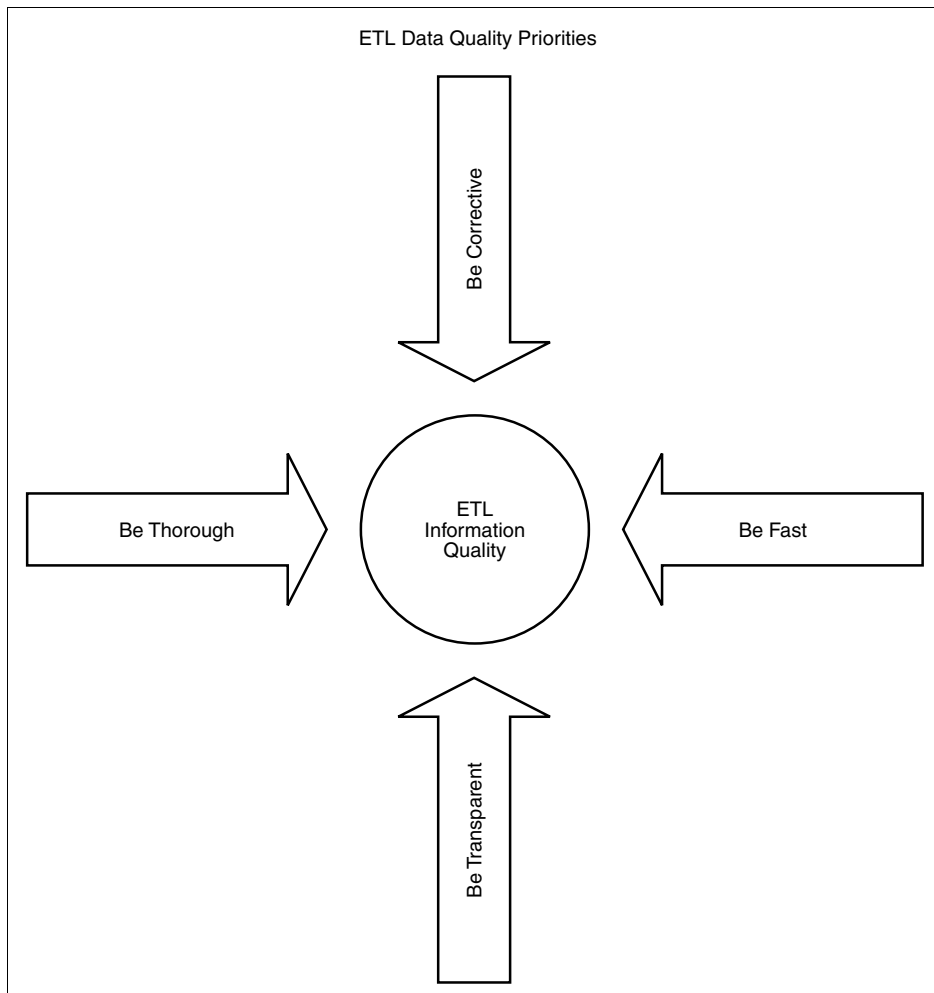 ETL Data Quality Priorities
Be Corrective
Be Thorough
ETL
Information
Quality
Be Fast
Be Transparent